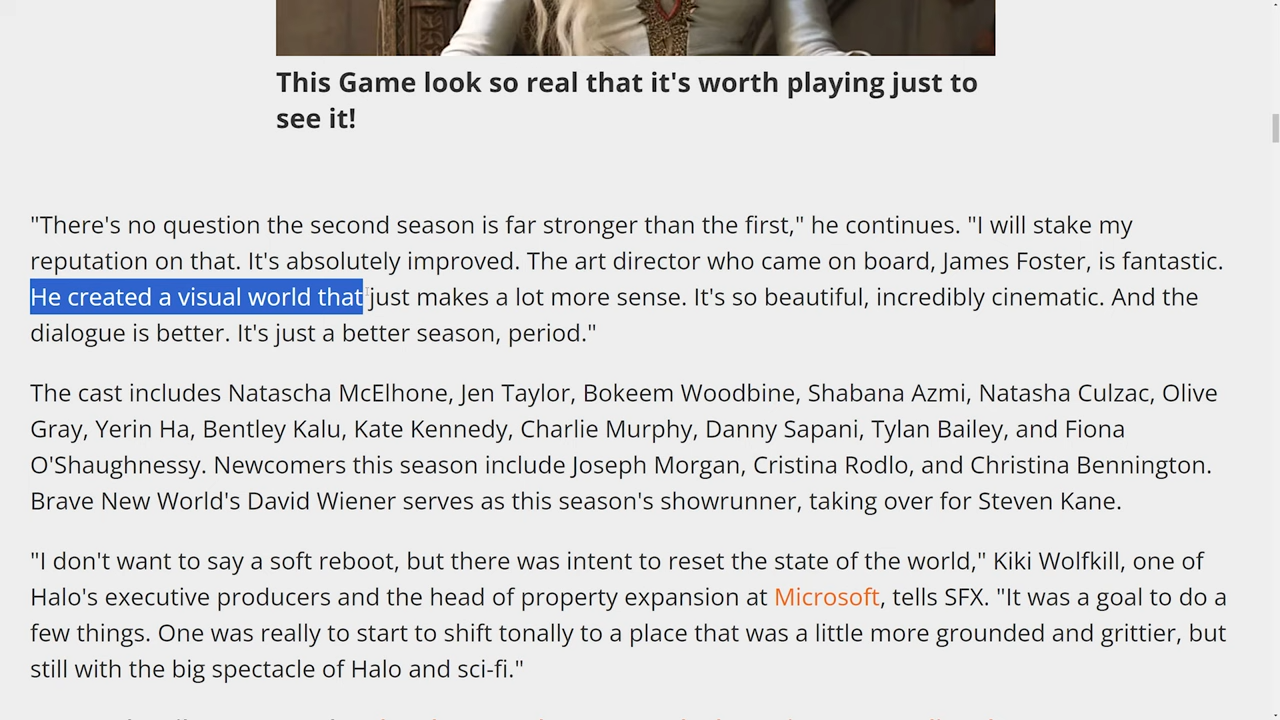 This Game look so real that it's worth playing just to
see it!
"There's no question the second season is far stronger than the first," he continues. "I will stake my
reputation on that. It's absolutely improved. The art director who came on board, James Foster, is fantastic.
He created a visual world that just makes a lot more sense. It's so beautiful, incredibly cinematic. And the
dialogue is better. It's just a better season, period."
The cast includes Natascha McElhone, Jen Taylor, Bokeem Woodbine, Shabana Azmi, Natasha Culzac, Olive
Gray, Yerin Ha, Bentley Kalu, Kate Kennedy, Charlie Murphy, Danny Sapani, Tylan Bailey, and Fiona
O'Shaughnessy. Newcomers this season include Joseph Morgan, Cristina Rodlo, and Christina Bennington.
Brave New World's David Wiener serves as this season's showrunner, taking over for Steven Kane.
"I don't want to say a soft reboot, but there was intent to reset the state of the world," Kiki Wolfkill, one of
Halo's executive producers and the head of property expansion at Microsoft, tells SFX. "It was a goal to do a
few things. One was really to start to shift tonally to a place that was a little more grounded and grittier, but
still with the big spectacle of Halo and sci-fi."